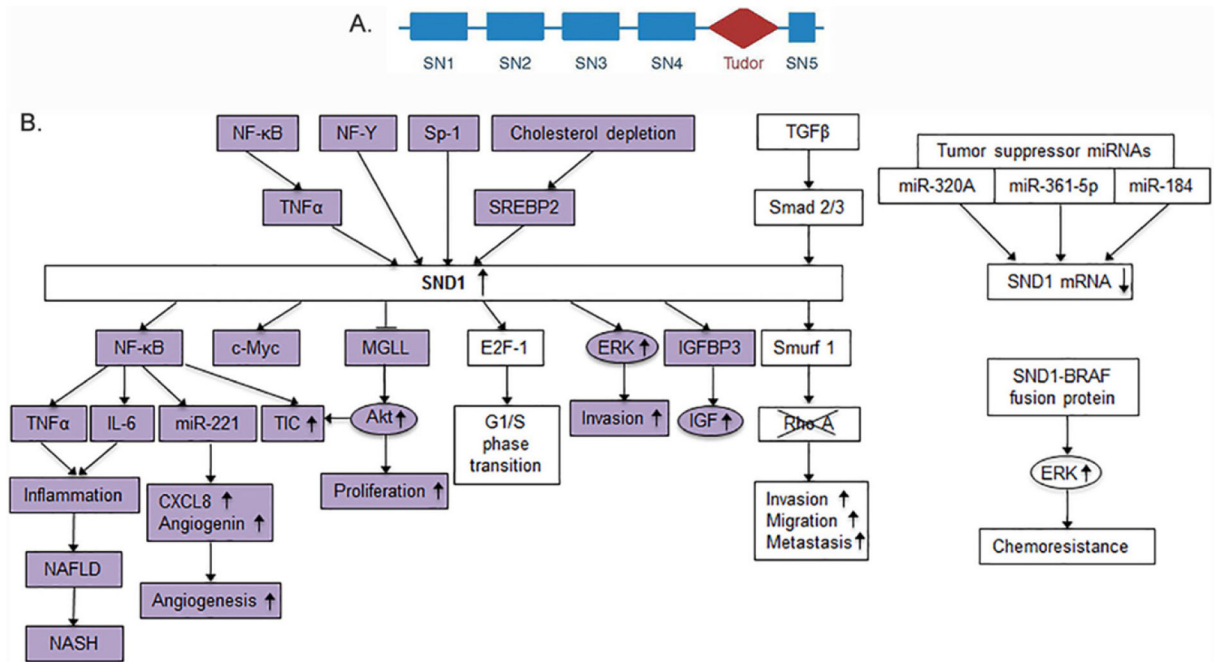 A.
SN1 SN2 SN3 SN4 Tudor SN5
B.
NF-κB NF-Y Sp-1 Cholesterol depletion TGFβ
Tumor suppressor miRNAs
miR-320A miR-361-5p miR-184
TNFα SREBP2 Smad 2/3
SND1 ↑
SND1 mRNA ↓
NF-κB c-Myc MGLL E2F-1 ERK ↑ IGFBP3 Smurf 1
SND1-BRAF
fusion protein
TNFα IL-6 miR-221 TIC ↑ Akt ↑
G1/S
phase
transition
Invasion ↑ IGF ↑ Rho A
ERK ↑
Inflammation
CXCL8 ↑
Angiogenin ↑
Proliferation ↑
Invasion ↑
Migration ↑
Metastasis ↑
Chemoresistance
NAFLD
Angiogenesis ↑
NASH